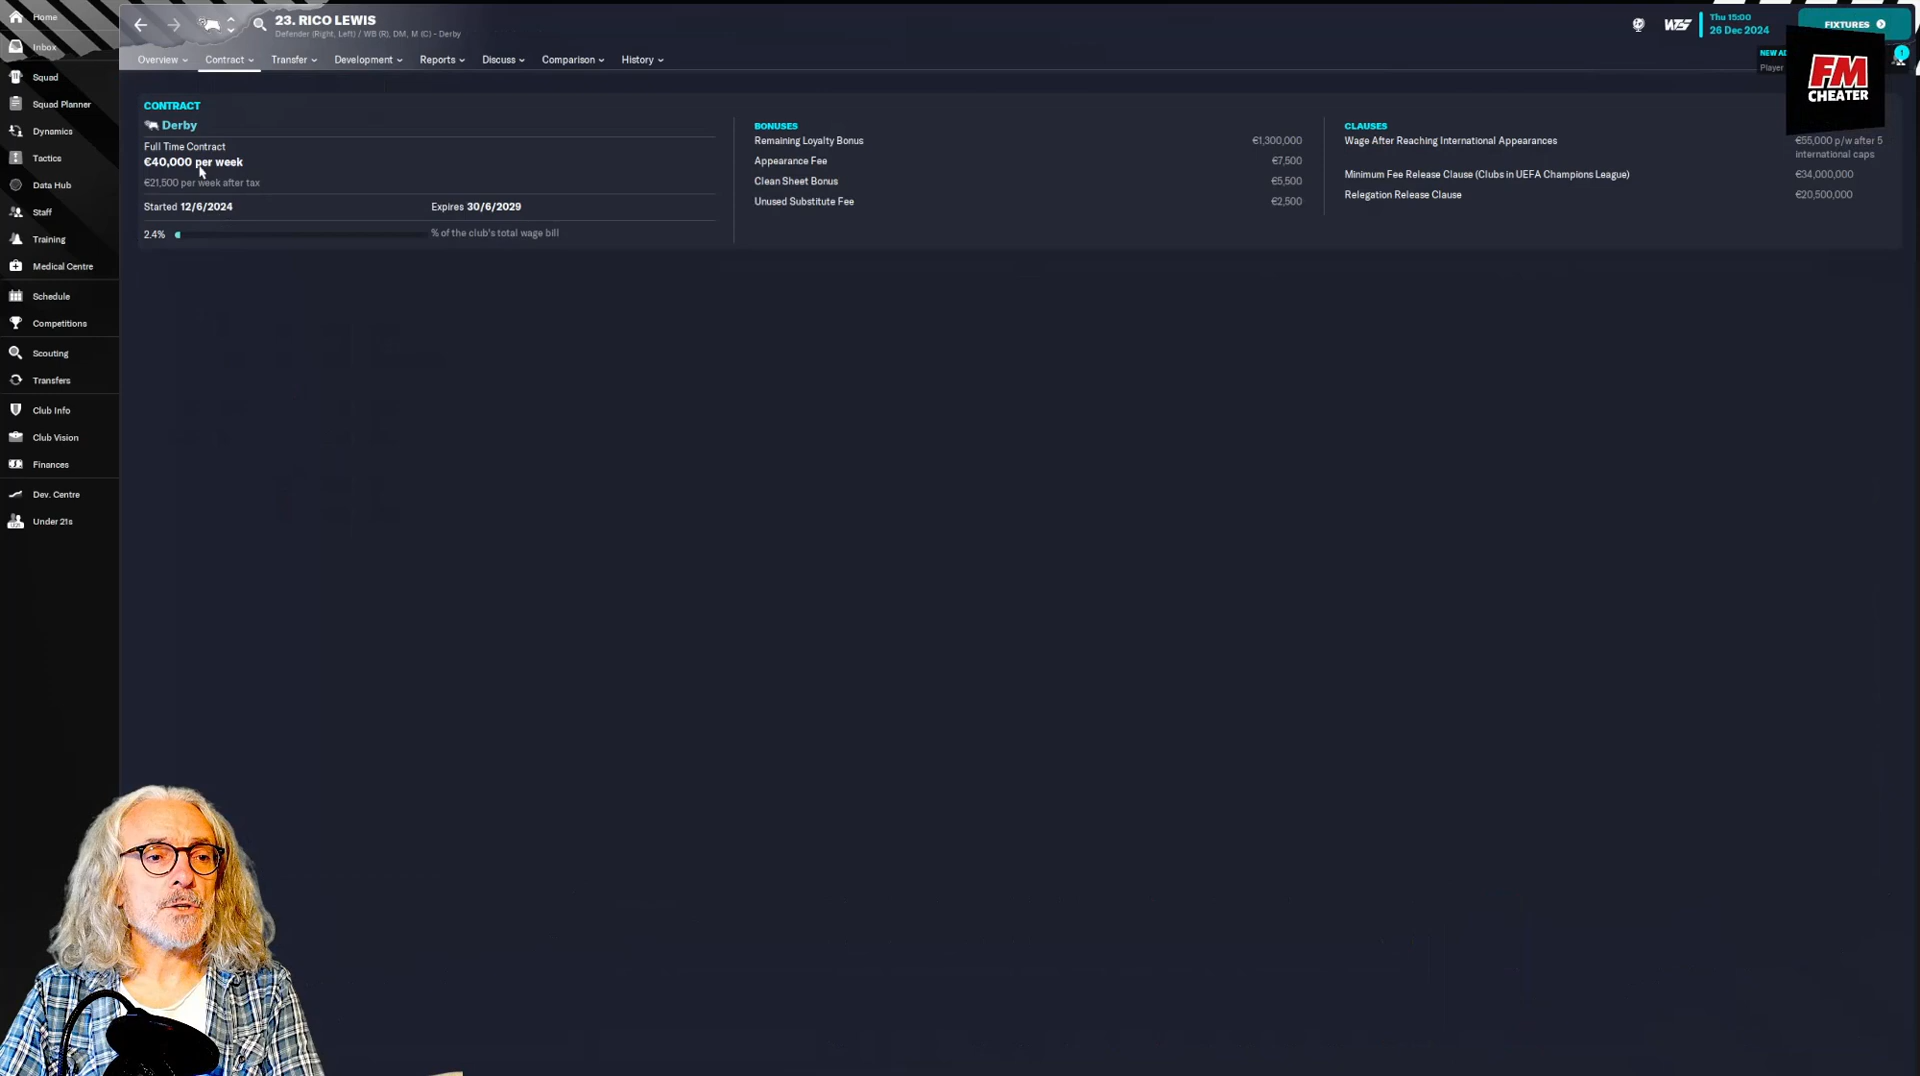 Home
Inbox
Squad
Squad Planner
Dynamics
Tactics
Data Hub
Staff
Training
Medical Centre
Schedule
Competitions
Scouting
Transfers
Club Info
Club Vision
Finances
Dev. Centre
Under 21s
23. RICO LEWIS
Defender (Right, Left) / WB (R), DM, M (C) - Derby
Thu 15:00
26 Dec 2024
FIXTURES
Overview
Contract
Transfer
Development
Reports
Discuss
Comparison
History
NEW AD
Player
1
FM
CHEATER
CONTRACT
Derby
Full Time Contract
€40,000 per week
€21,500 per week after tax
Started 12/6/2024
Expires 30/6/2029
2.4%
% of the club's total wage bill
BONUSES
Remaining Loyalty Bonus €1,300,000
Appearance Fee €7,500
Clean Sheet Bonus €5,500
Unused Substitute Fee €2,500
CLAUSES
Wage After Reaching International Appearances €55,000 p/w after 5
international caps
Minimum Fee Release Clause (Clubs in UEFA Champions League) €34,000,000
Relegation Release Clause €20,500,000